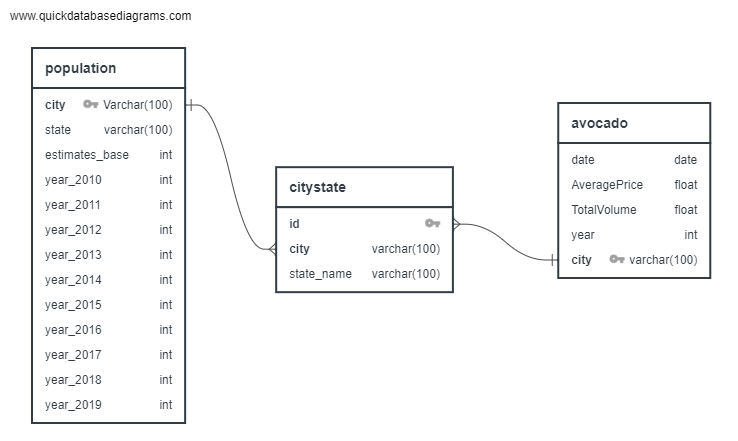 www.quickdatabasediagrams.com
population
city Varchar(100)
state varchar(100)
estimates_base int
year_2010 int
year_2011 int
year_2012 int
year_2013 int
year_2014 int
year_2015 int
year_2016 int
year_2017 int
year_2018 int
year_2019 int
citystate
id
city varchar(100)
state_name varchar(100)
avocado
date date
AveragePrice float
TotalVolume float
year int
city varchar(100)